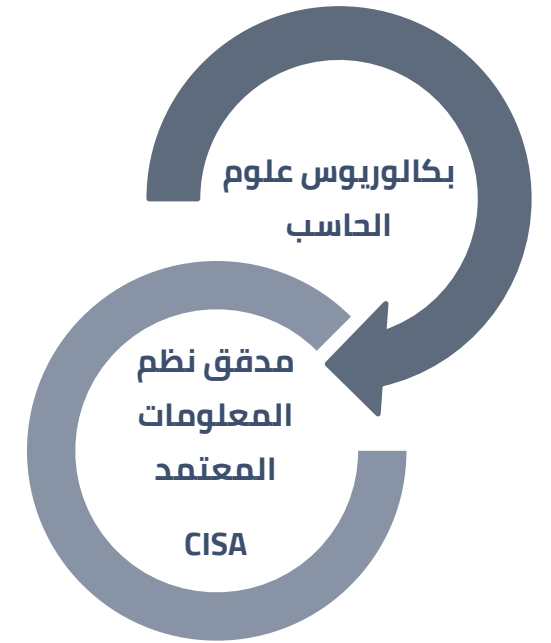 بكالوريوس علوم
الحاسب
مدقق نظم
المعلومات
المعتمد
CISA